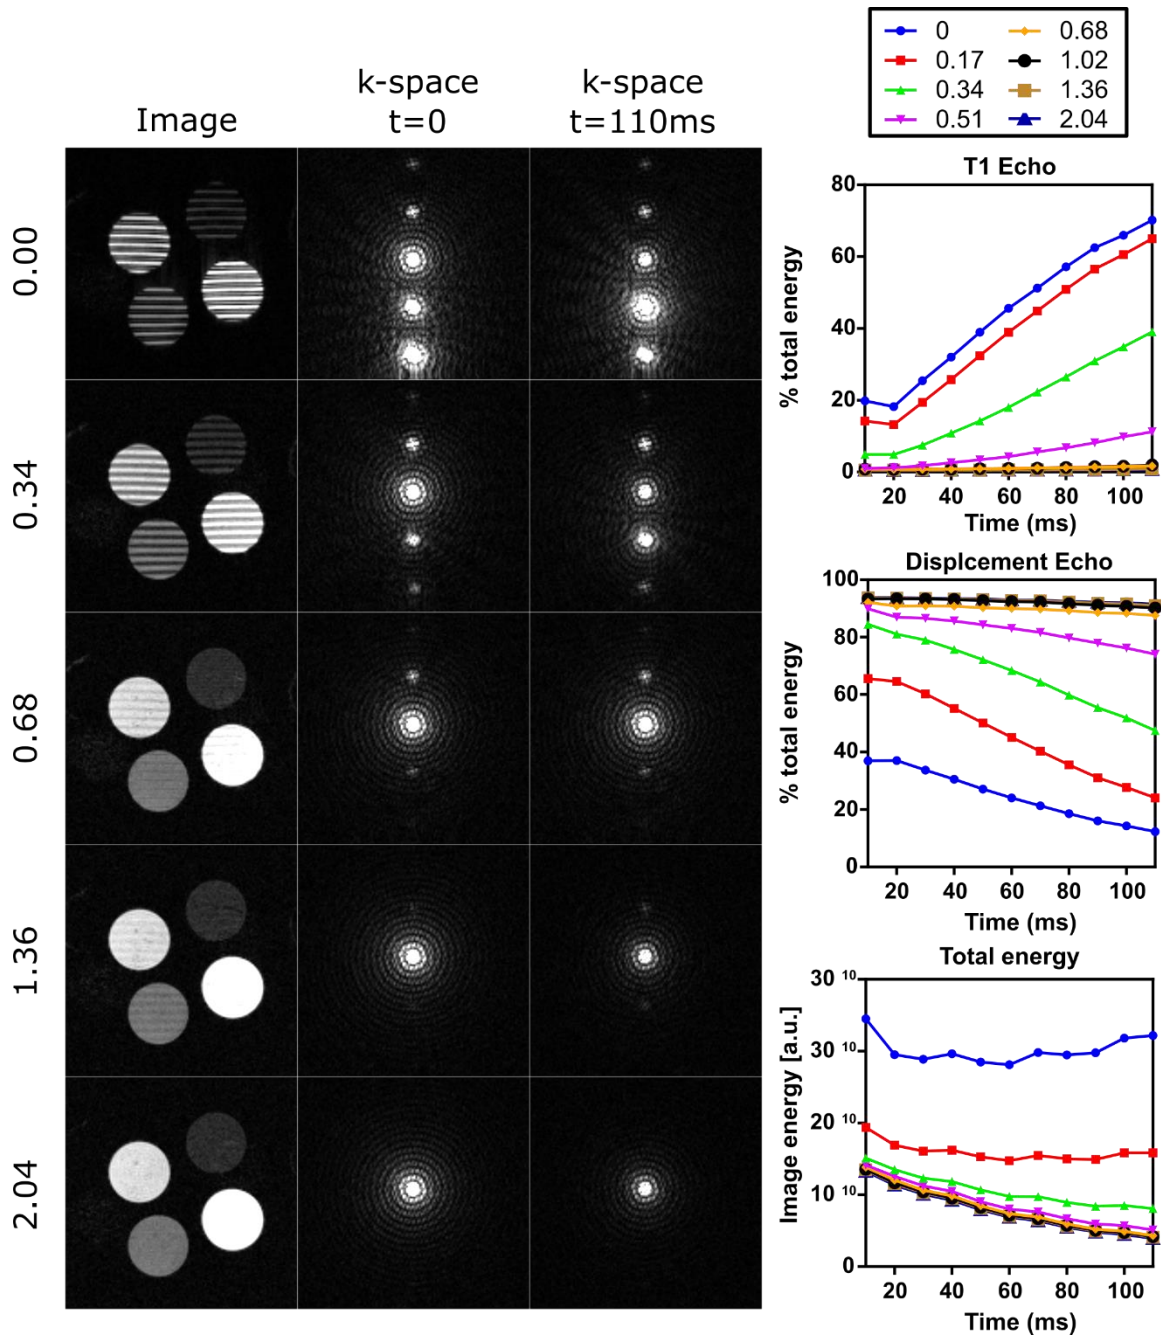 0 0.68
0.17 1.02
0.34 1.36
0.51 2.04
k-space k-space
Image t=0 t=110ms
0.00
0.34
0.68
1.36
2.04
T1 Echo
80
60
40
20
0
% total energy
20 40 60 80 100
Time (ms)
Displcement Echo
100
80
60
40
20
0
% total energy
20 40 60 80 100
Time (ms)
Total energy
30 10
30 10
20 10
10 10
0
Image energy [a.u.]
20 40 60 80 100
Time (ms)